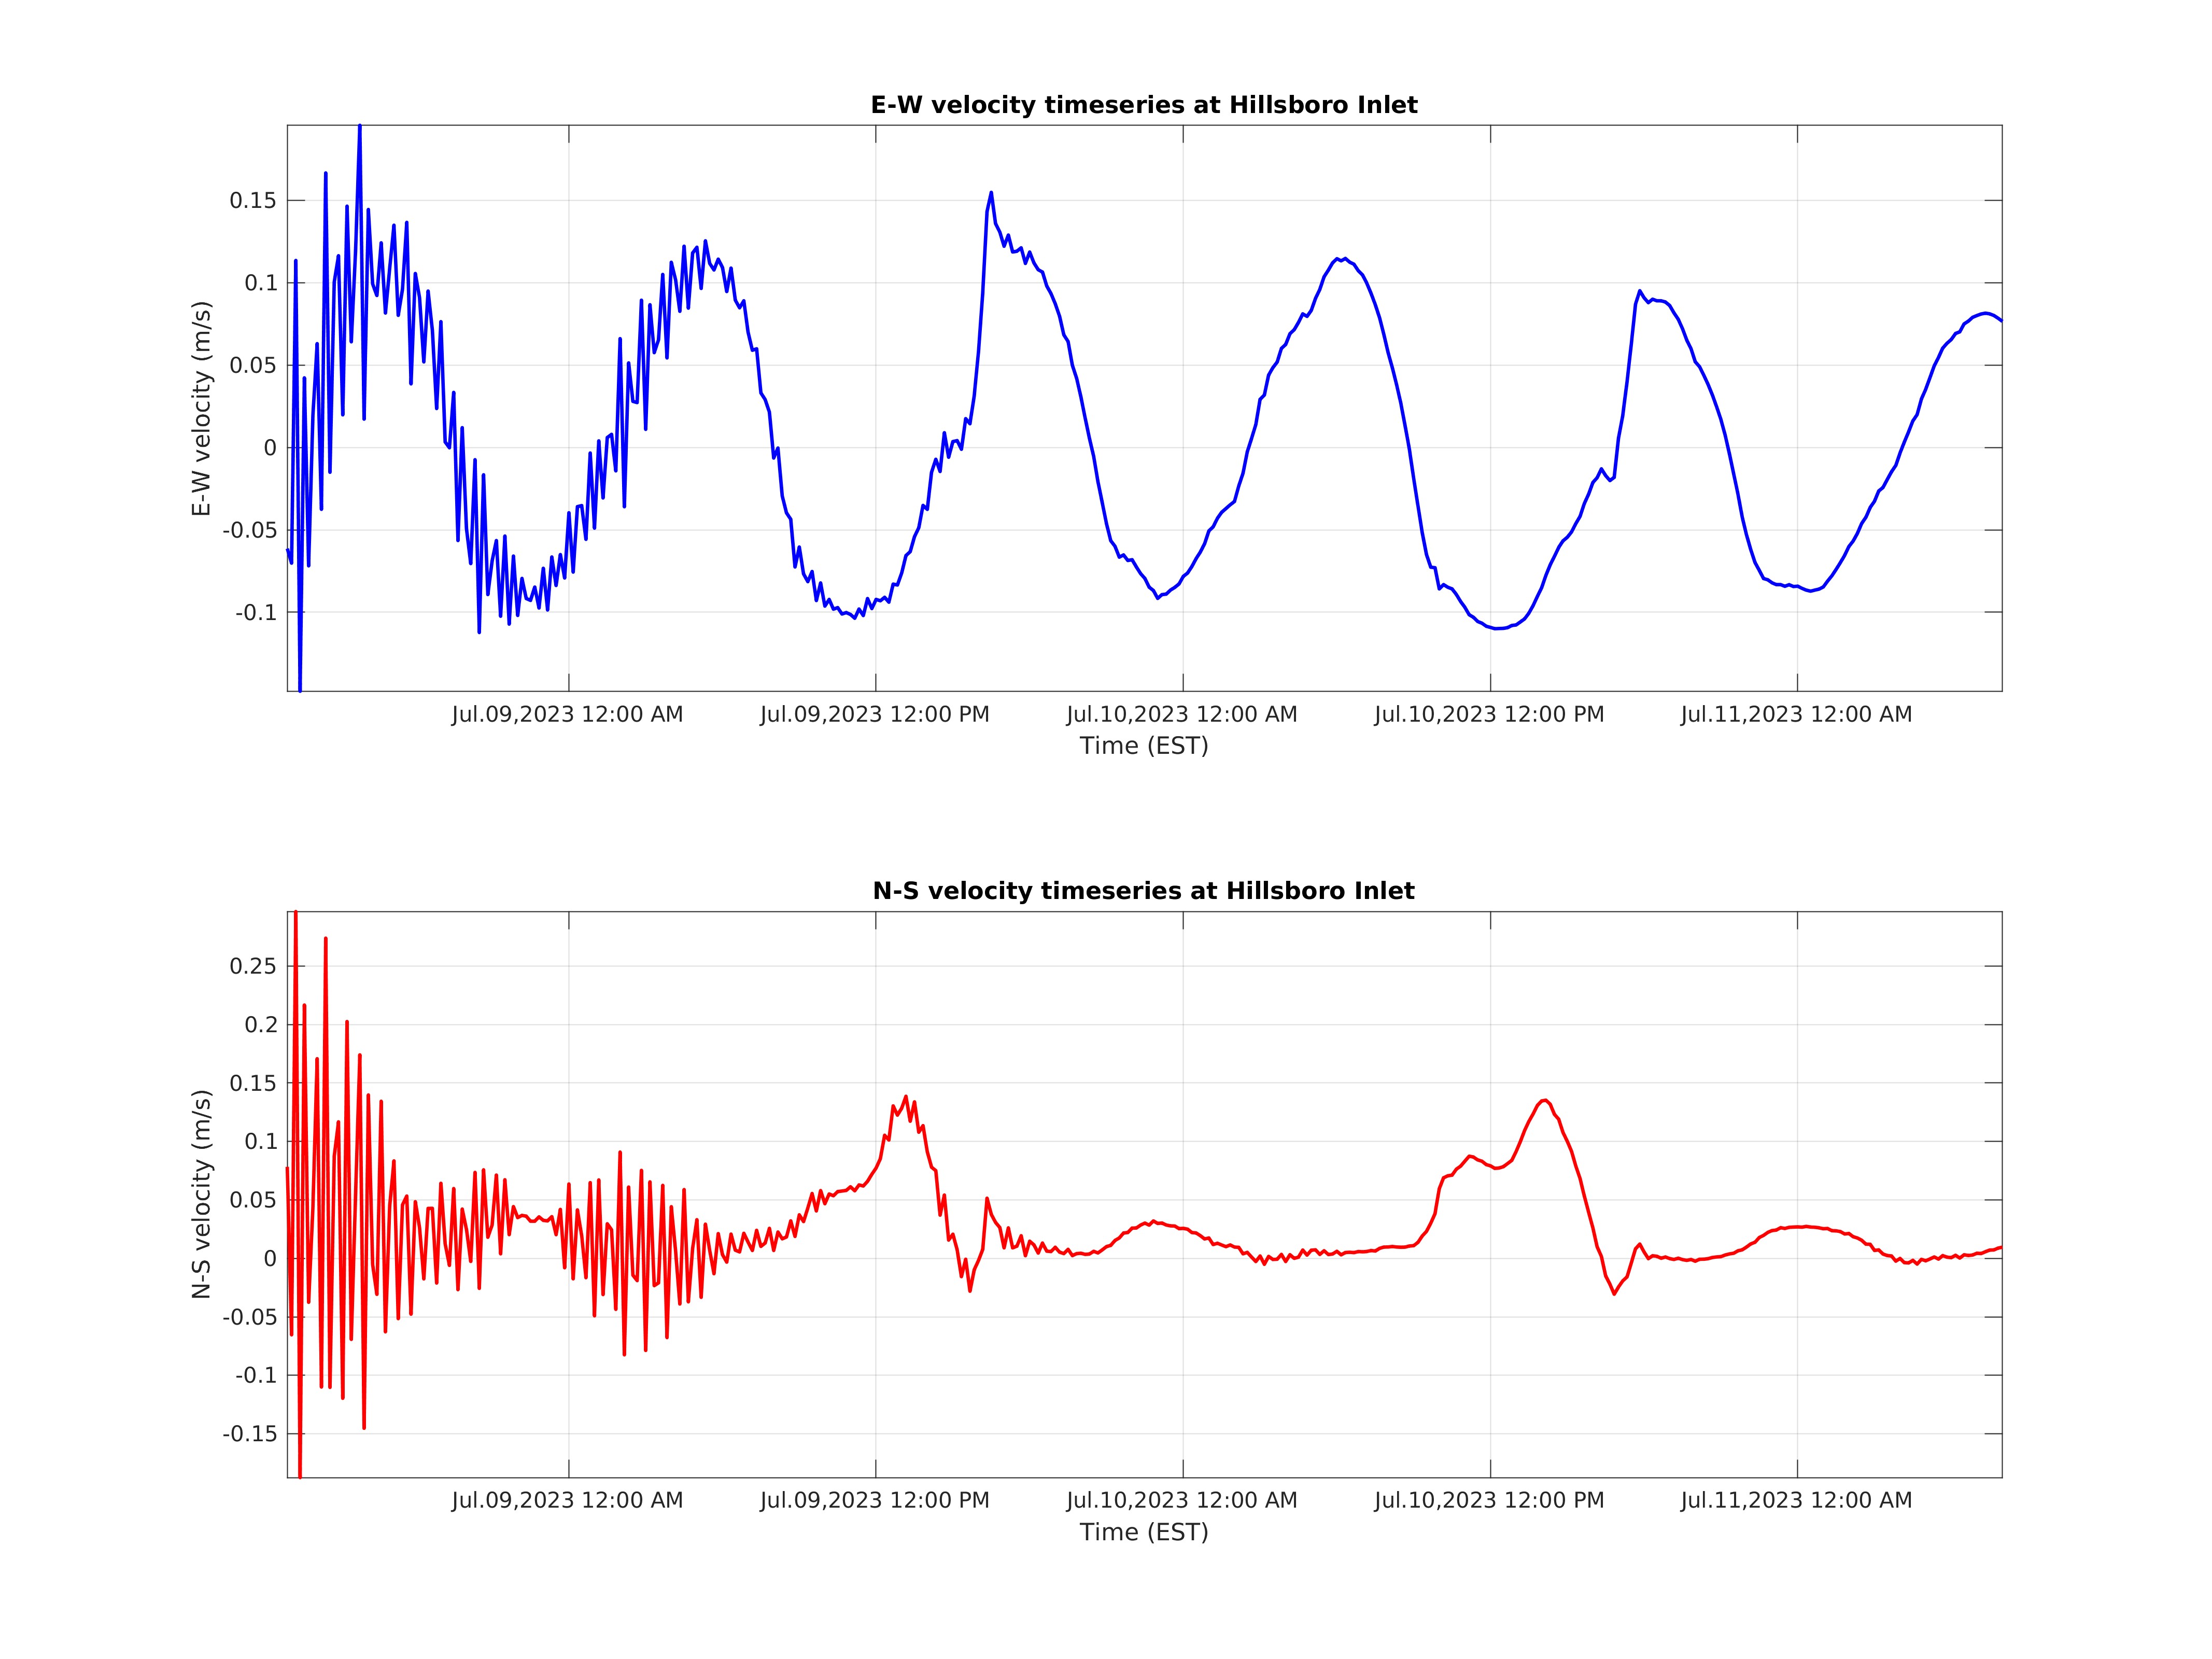 E-W velocity timeseries at Hillsboro Inlet
E-W velocity (m/s)
0.15
0.1
0.05
0
-0.05
-0.1
Jul.09,2023 12:00 AM Jul.09,2023 12:00 PM Jul.10,2023 12:00 AM Jul.10,2023 12:00 PM Jul.11,2023 12:00 AM
Time (EST)
N-S velocity timeseries at Hillsboro Inlet
N-S velocity (m/s)
0.25
0.2
0.15
0.1
0.05
0
-0.05
-0.1
-0.15
Jul.09,2023 12:00 AM Jul.09,2023 12:00 PM Jul.10,2023 12:00 AM Jul.10,2023 12:00 PM Jul.11,2023 12:00 AM
Time (EST)